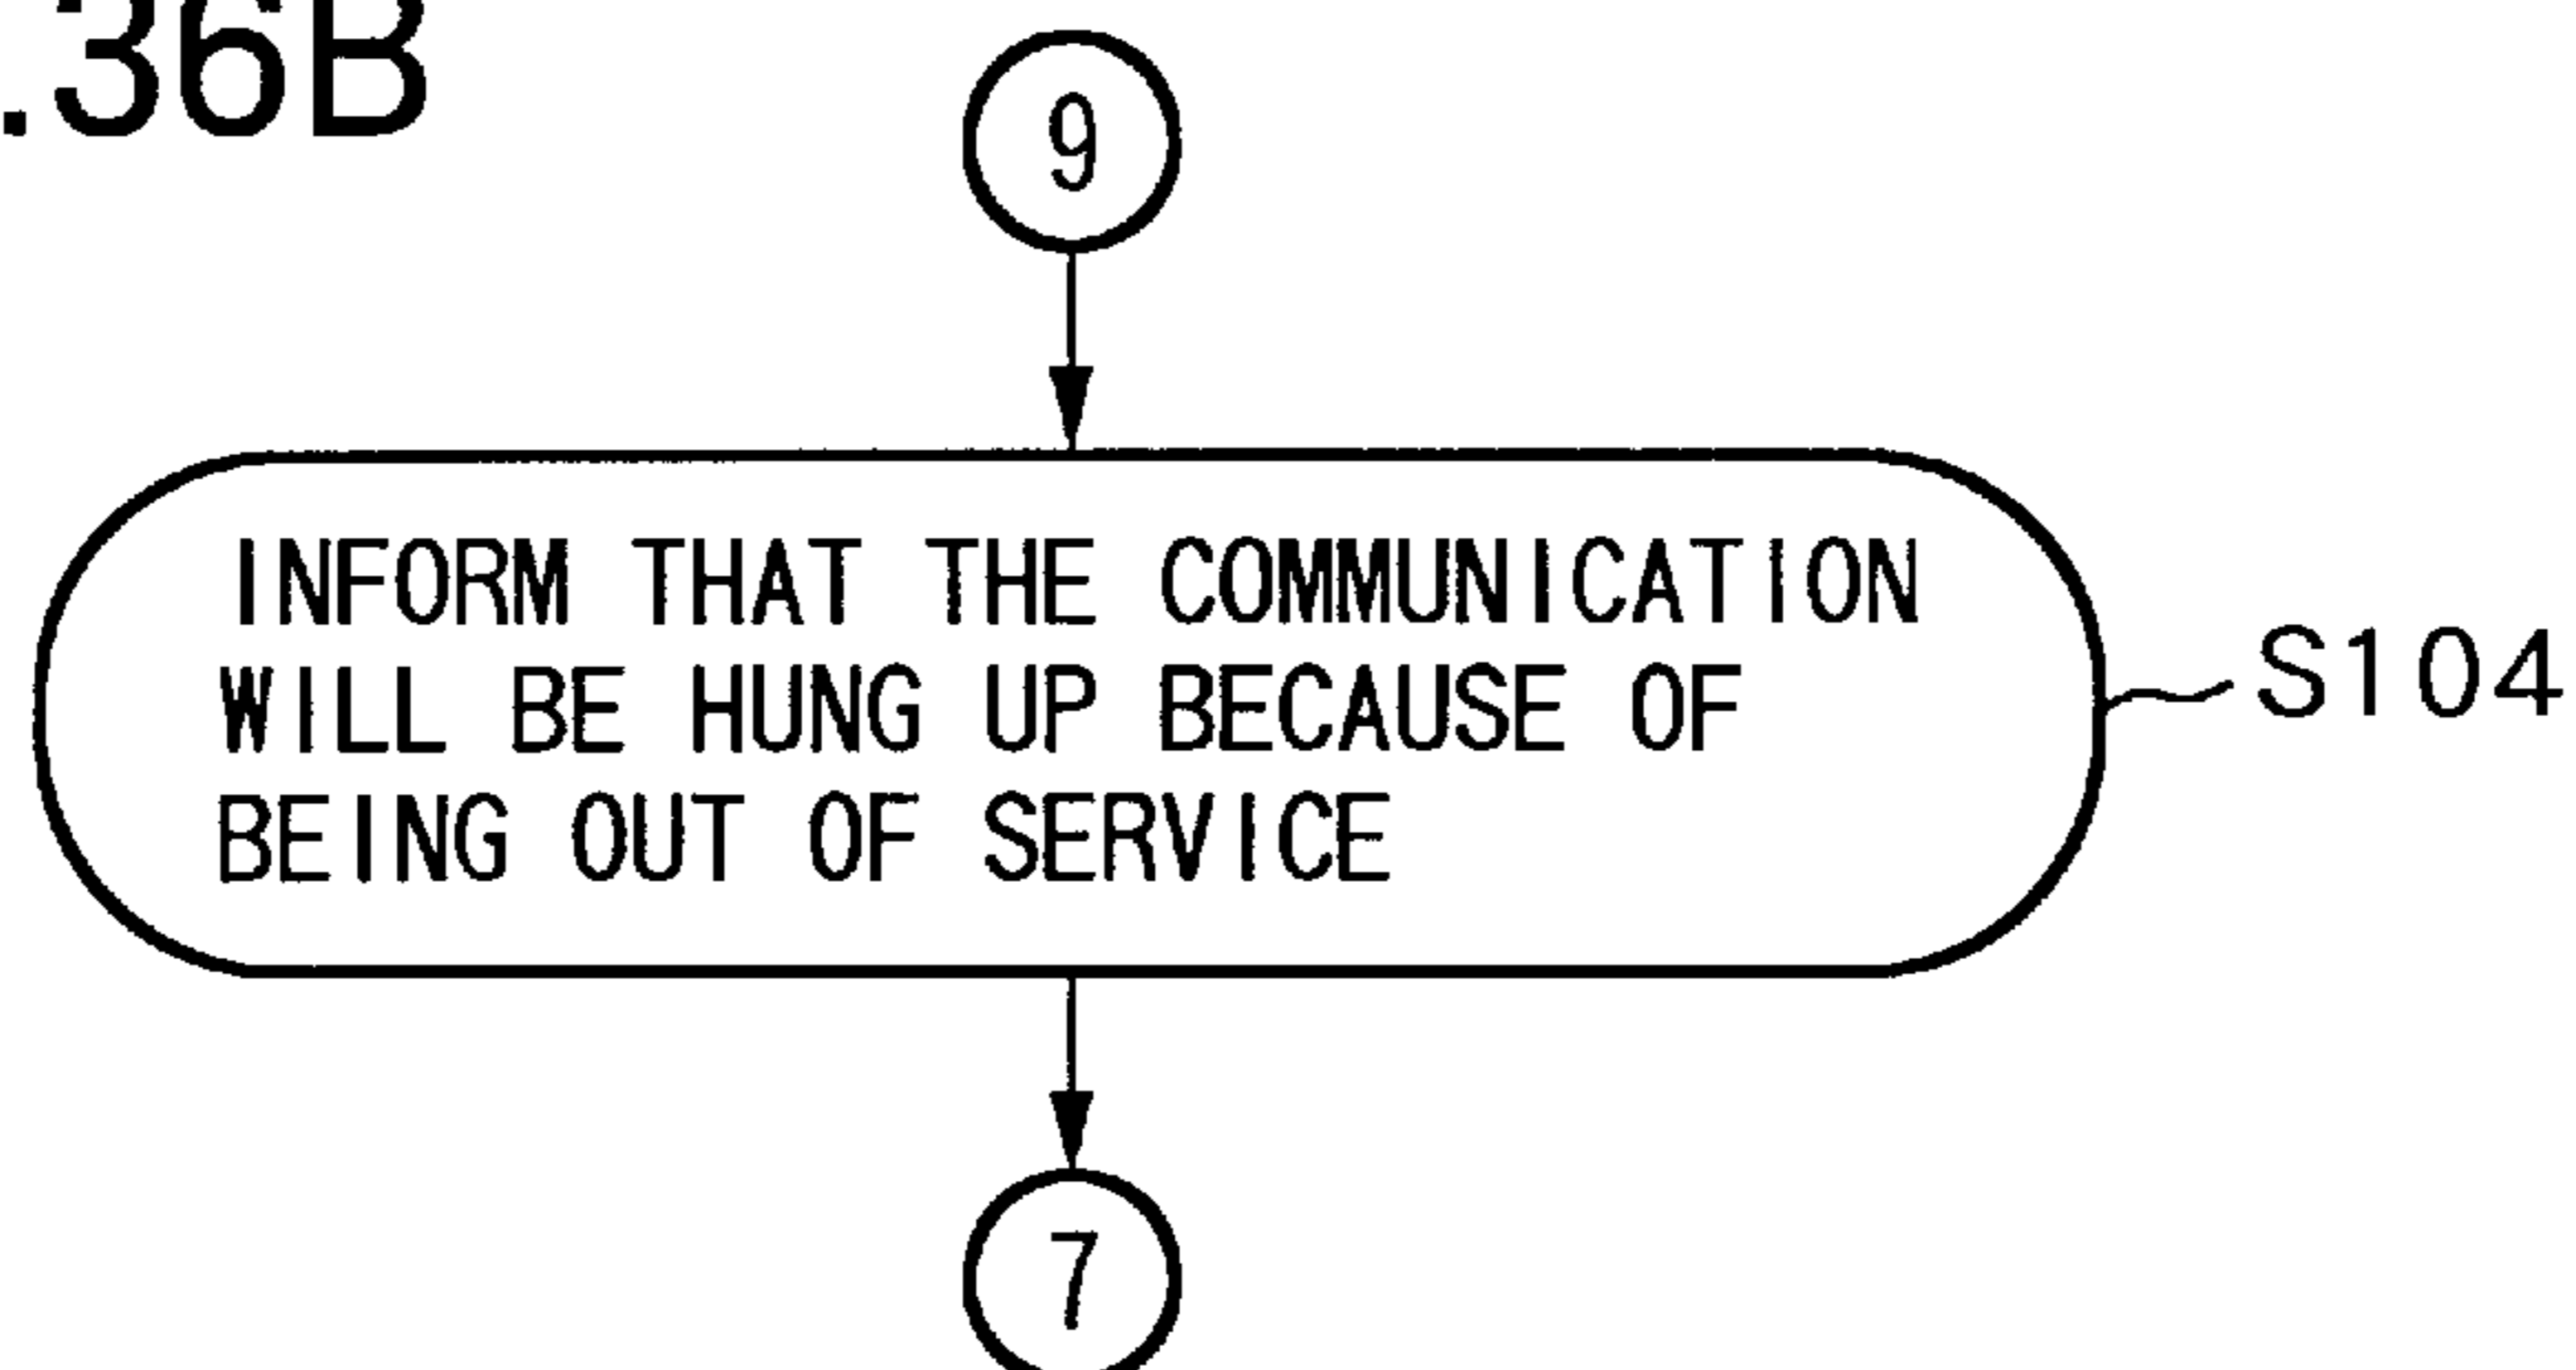 .36B
9
INFORM THAT THE COMMUNICATION
WILL BE HUNG UP BECAUSE OF
BEING OUT OF SERVICE
S104
7